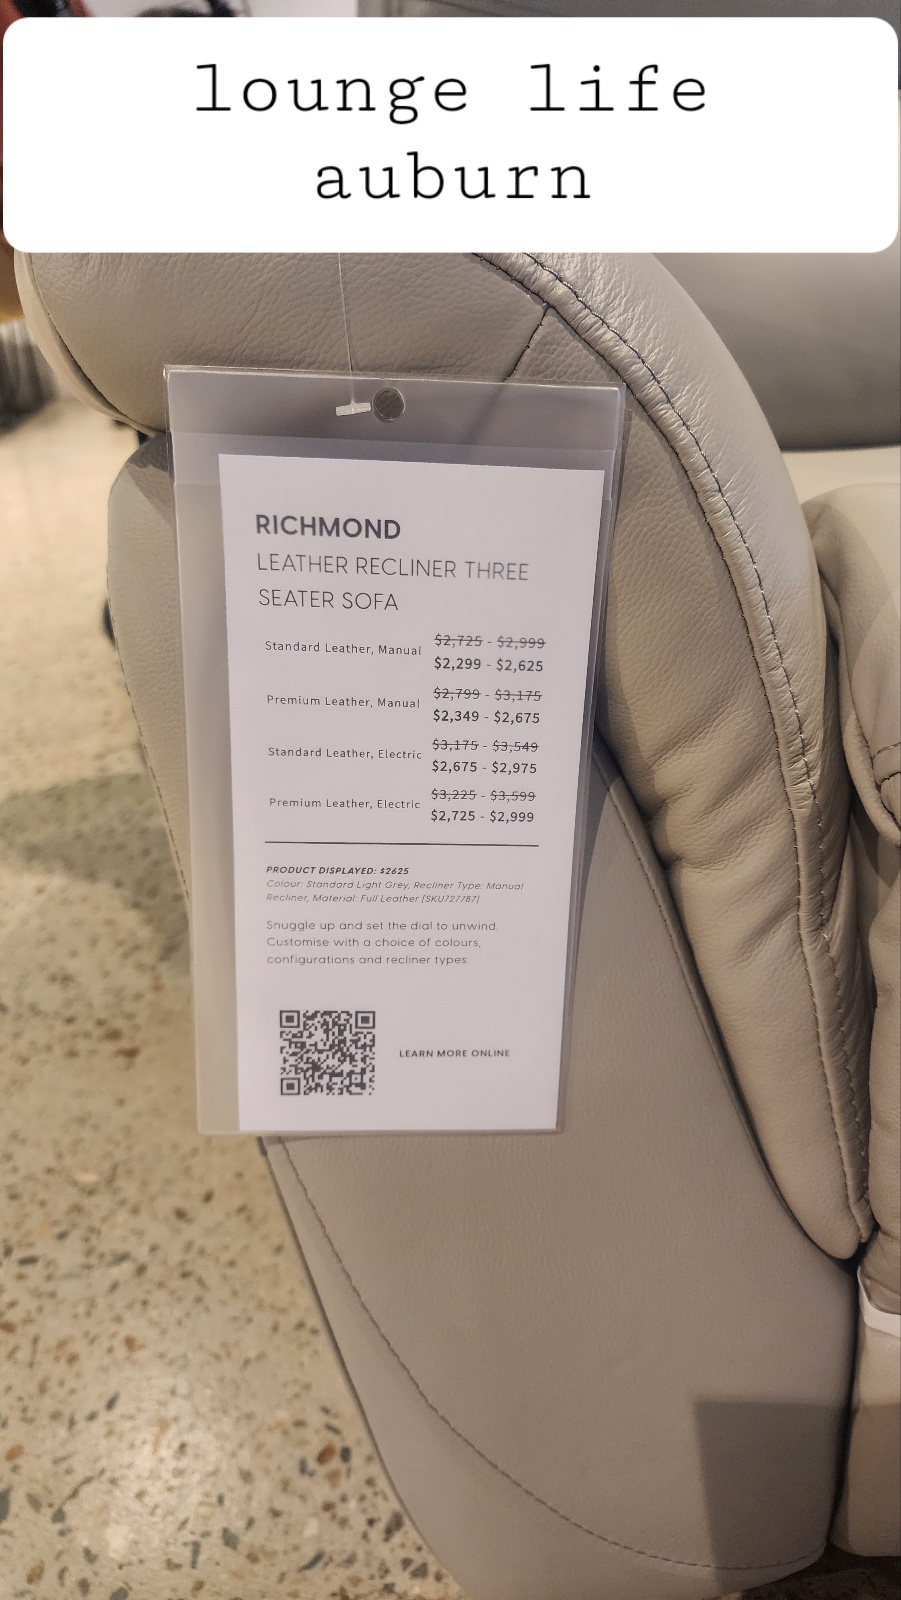 lounge life
auburn
RICHMOND
LEATHER RECLINER THREE
SEATER SOFA
Standard Leather, Manual $2,725 - $2,999
$2,299 - $2,625
Premium Leather, Manual $2,799 - $3,175
$2,349 - $2,675
Standard Leather, Electric $3,175 - $3,549
$2,675 - $2,975
Premium Leather, Electric $3,225 - $3,599
$2,725 - $2,999
PRODUCT DISPLAYED: $2625
Colour: Standard Light Grey, Recliner Type: Manual
Recliner, Material: Full Leather [SKU727787]
Snuggle up and set the dial to unwind.
Customise with a choice of colours,
configurations and recliner types.
LEARN MORE ONLINE